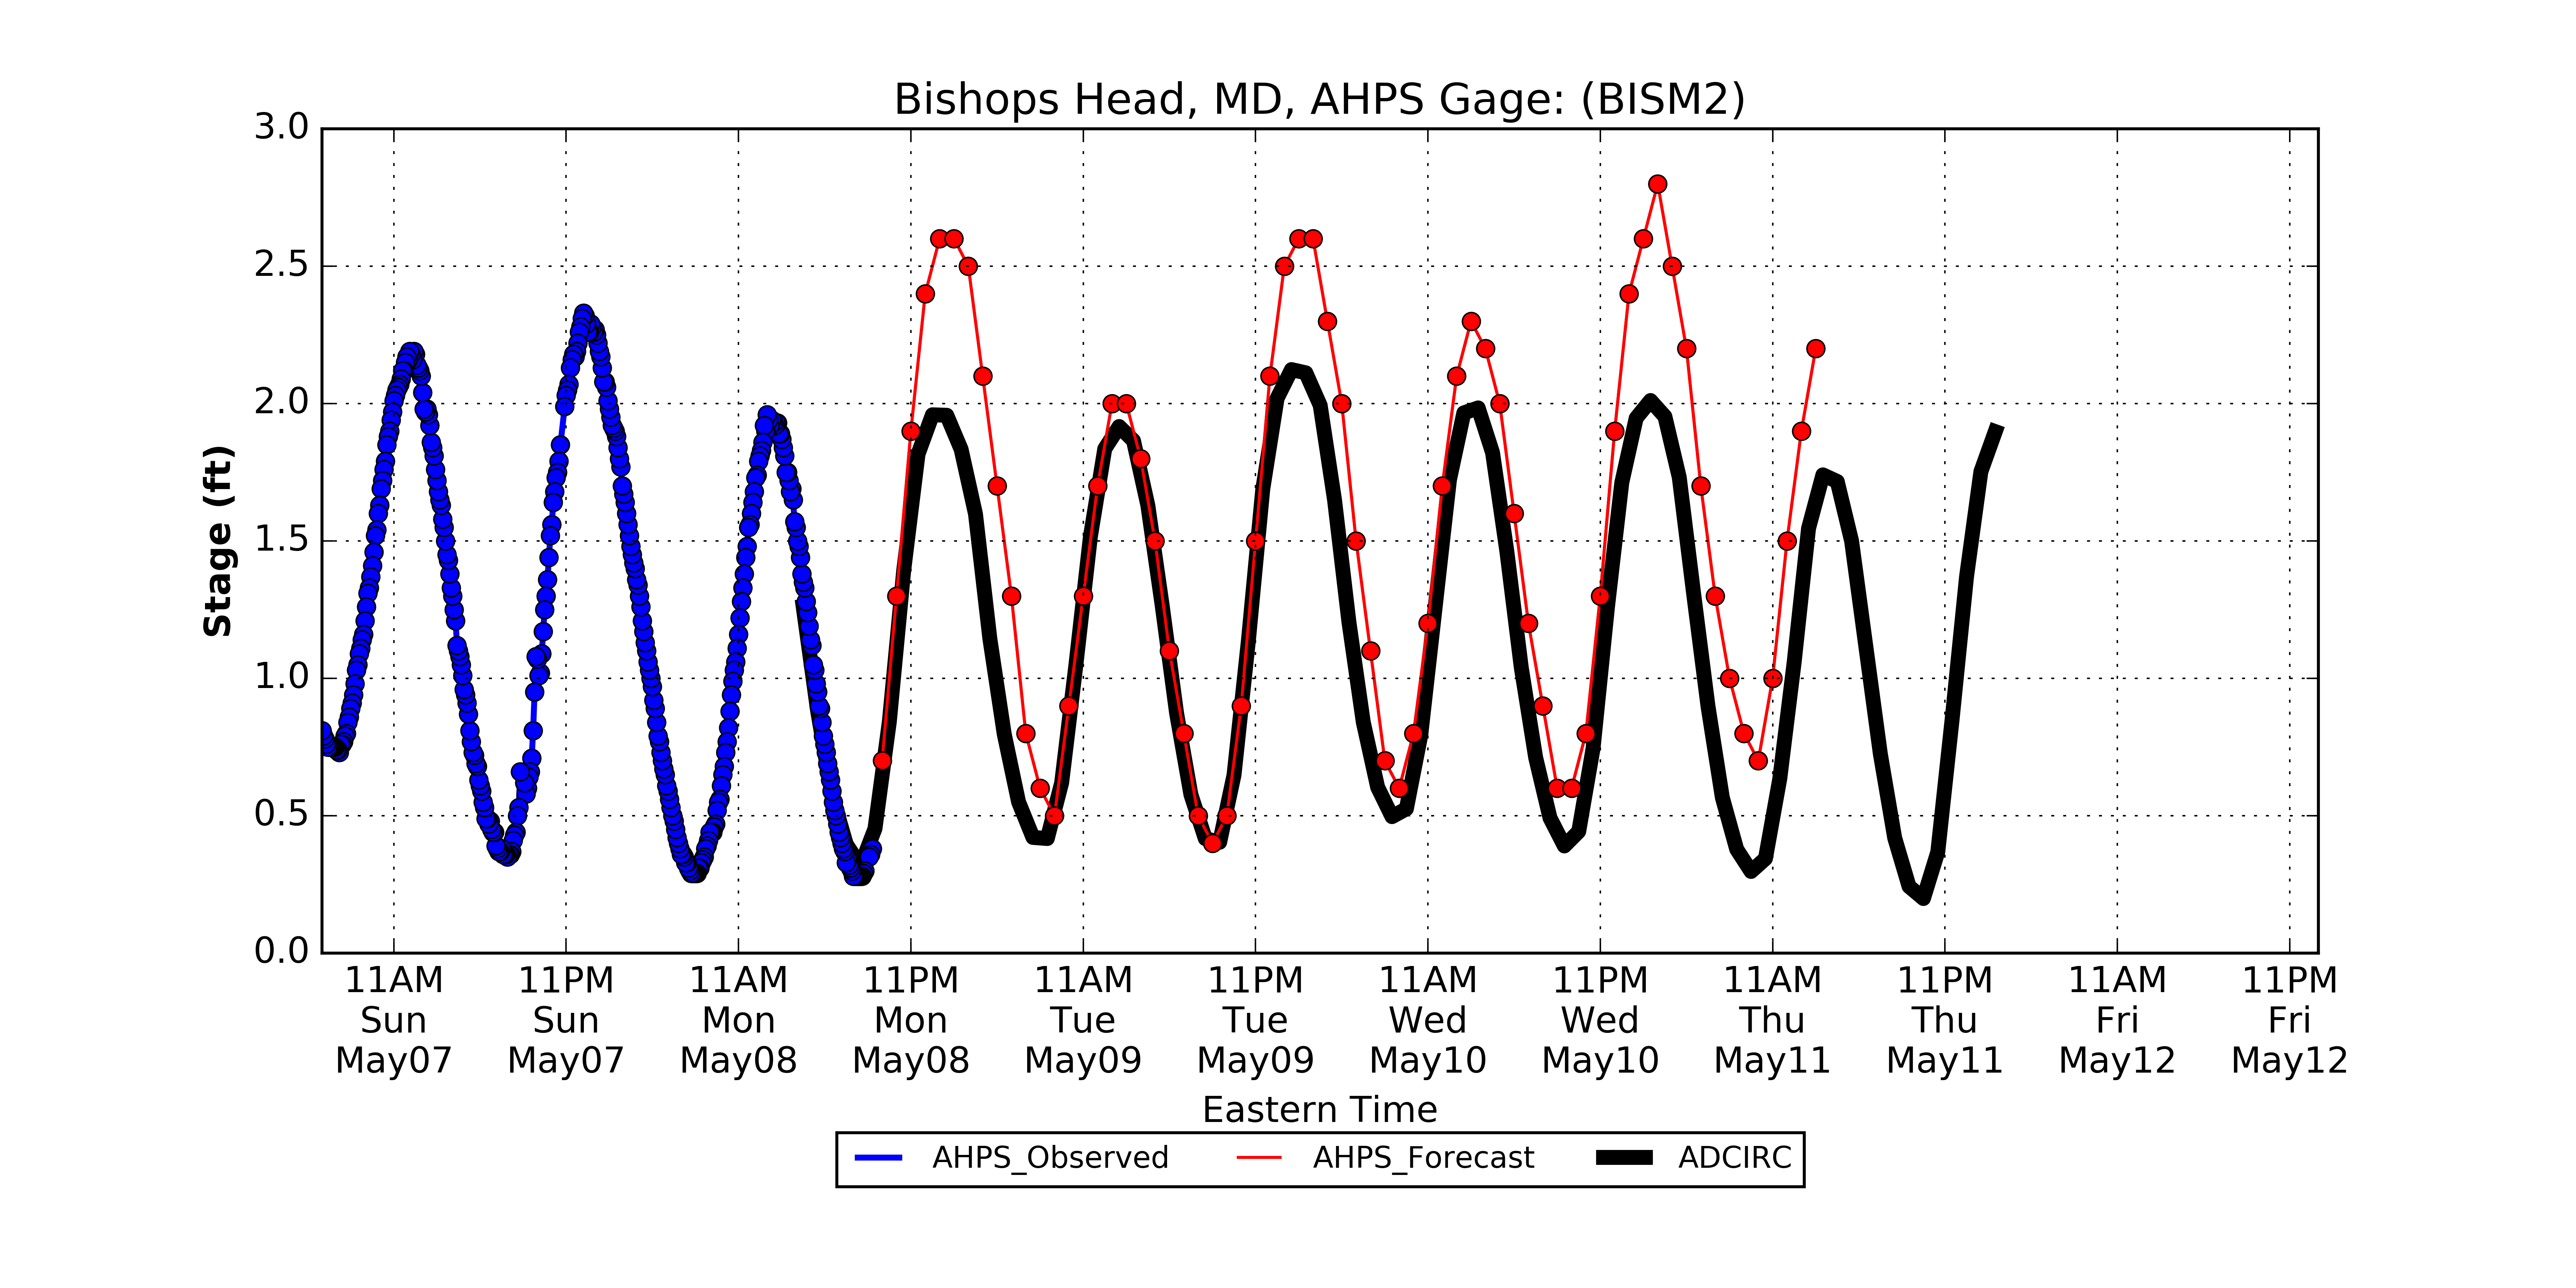 Bishops Head, MD, AHPS Gage: (BISM2)
3.0
2.5
2.0
1.5
1.0
0.5
0.0
Stage (ft)
11AM 11PM 11AM 11PM 11AM 11PM 11AM 11PM 11AM 11PM 11AM 11PM
Sun Sun Mon Mon Tue Tue Wed Wed Thu Thu Fri Fri
May07 May07 May08 May08 May09 May09 May10 May10 May11 May11 May12 May12
Eastern Time
AHPS_Observed AHPS_Forecast ADCIRC